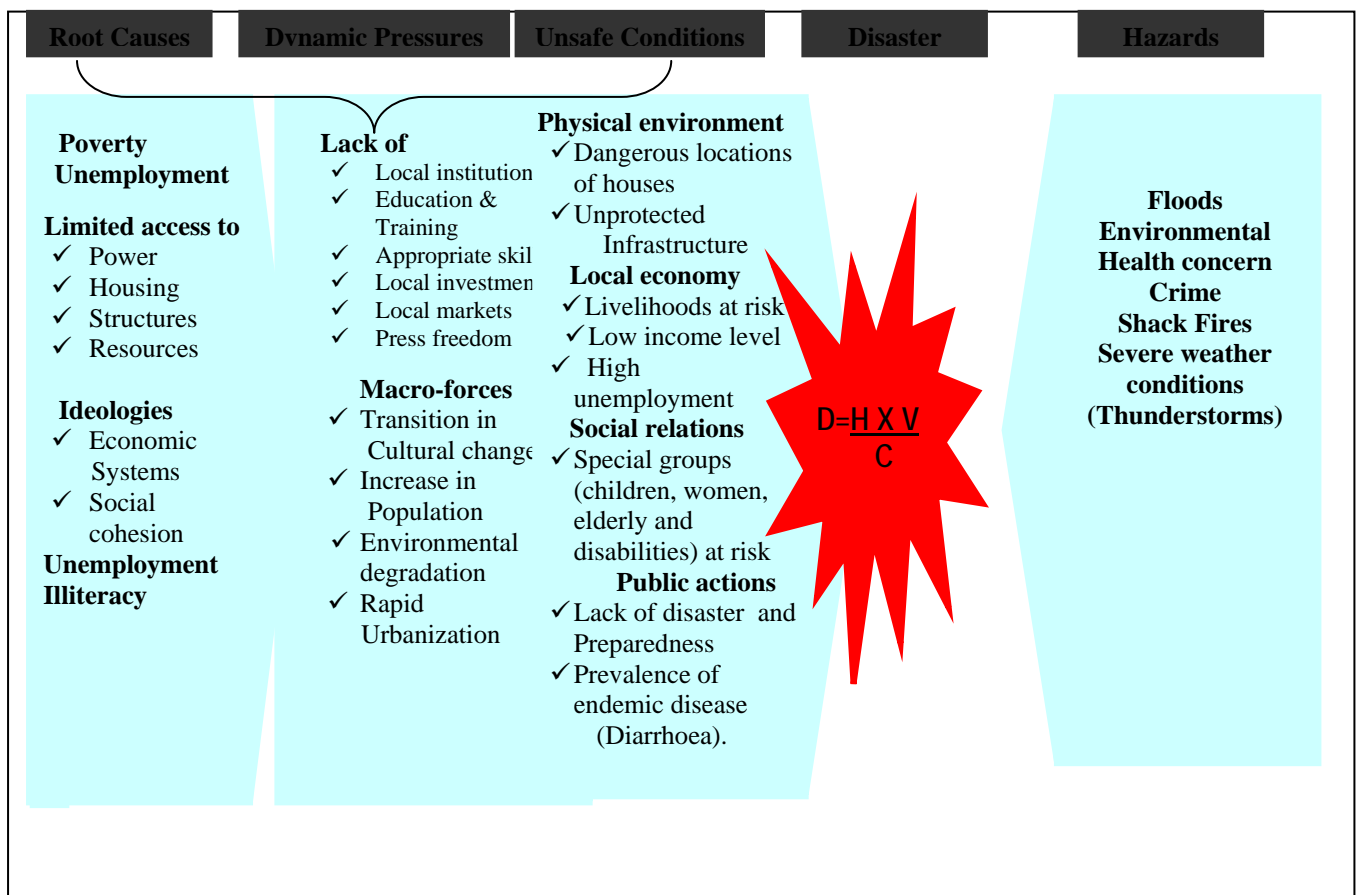 Root Causes
Dynamic Pressures
Unsafe Conditions
Disaster
Hazards
Poverty
Unemployment
Limited access to
✓ Power
✓ Housing
✓ Structures
✓ Resources
Ideologies
✓ Economic
Systems
✓ Social
cohesion
Unemployment
Illiteracy
Lack of
✓ Local institution
✓ Education &
Training
✓ Appropriate skil
✓ Local investmen
✓ Local markets
✓ Press freedom
Macro-forces
✓ Transition in
Cultural change
✓ Increase in
Population
✓ Environmental
degradation
✓ Rapid
Urbanization
Physical environment
✓ Dangerous locations
of houses
✓ Unprotected
Infrastructure
Local economy
✓ Livelihoods at risk
✓ Low income level
✓ High
unemployment
Social relations
✓ Special groups
(children, women,
elderly and
disabilities) at risk
Public actions
✓ Lack of disaster and
Preparedness
✓ Prevalence of
endemic disease
(Diarrhoea).
D=H X V
C
Floods
Environmental
Health concern
Crime
Shack Fires
Severe weather
conditions
(Thunderstorms)